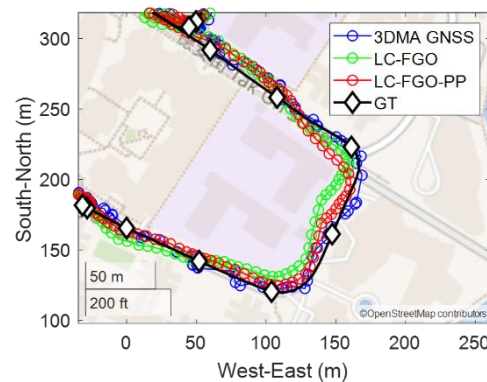 300
250
200
150
100
South-North (m)
3DMA GNSS
LC-FGO
LC-FGO-PP
GT
50 m
200 ft
©OpenStreetMap contributors
0
50
100
150
200
250
West-East (m)